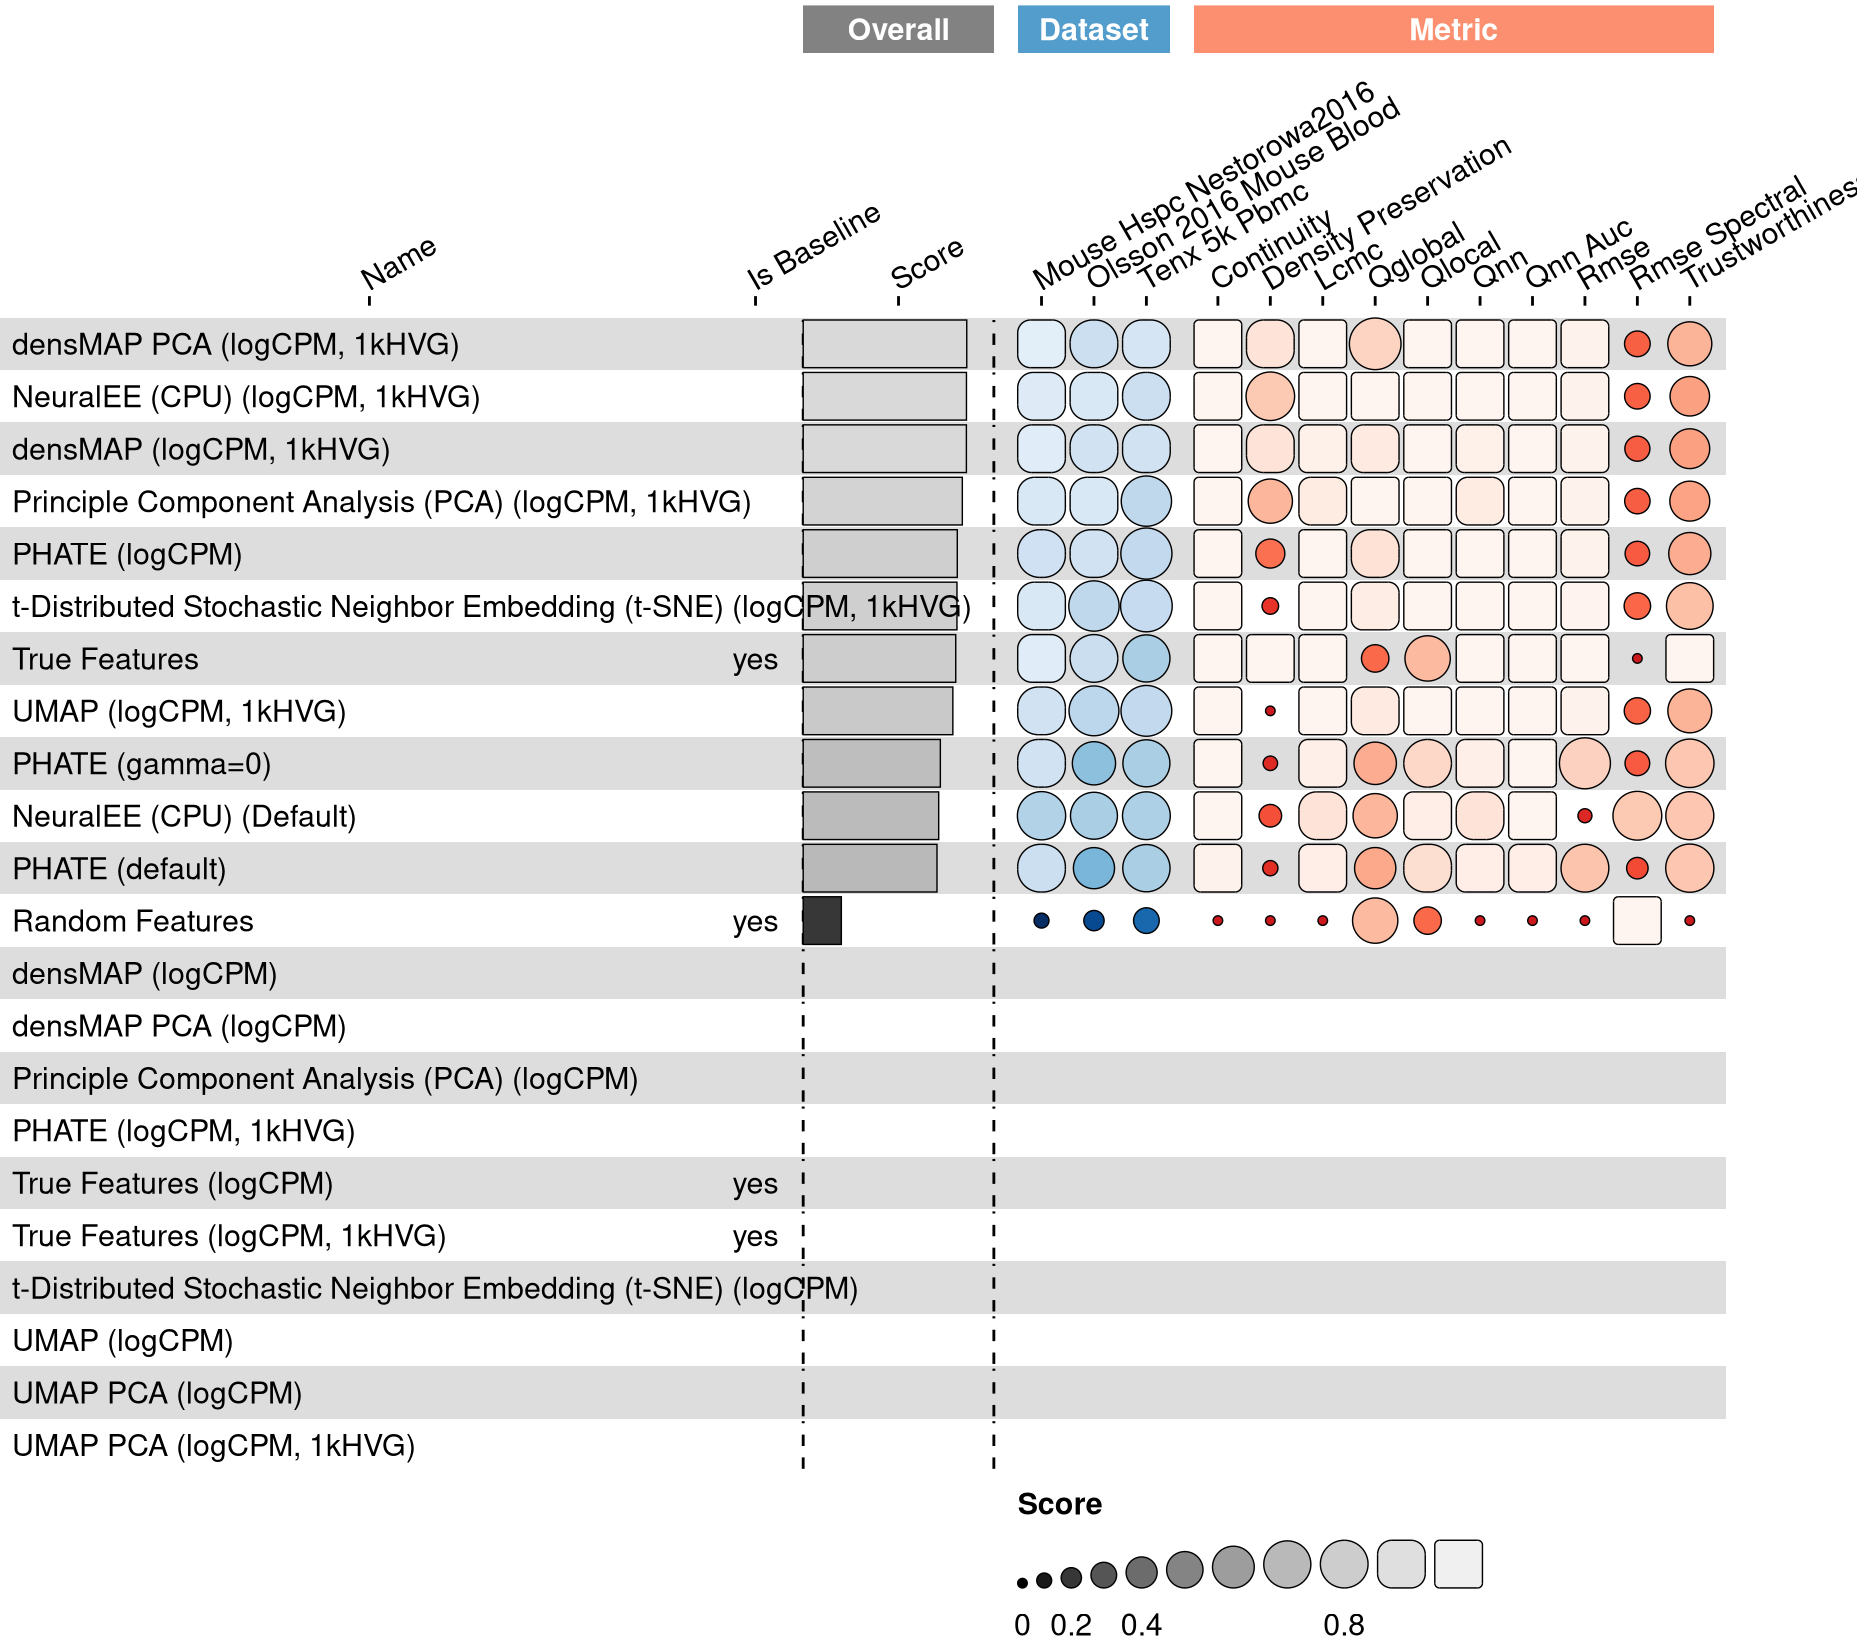 Overall Dataset Metric
Name
Is Baseline
Score
Mouse Hspc Nestorowa2016
Olsson 2016 Mouse Blood
Tenx 5k Pbmc
Continuity
Density Preservation
Lcmc
Qglobal
Qlocal
Qnn
Qnn Auc
Rmse
Rmse Spectral
Trustworthiness
densMAP PCA (logCPM, 1kHVG)
NeuralEE (CPU) (logCPM, 1kHVG)
densMAP (logCPM, 1kHVG)
Principle Component Analysis (PCA) (logCPM, 1kHVG)
PHATE (logCPM)
t-Distributed Stochastic Neighbor Embedding (t-SNE) (logCPM, 1kHVG)
True Features yes
UMAP (logCPM, 1kHVG)
PHATE (gamma=0)
NeuralEE (CPU) (Default)
PHATE (default)
Random Features yes
densMAP (logCPM)
densMAP PCA (logCPM)
Principle Component Analysis (PCA) (logCPM)
PHATE (logCPM, 1kHVG)
True Features (logCPM) yes
True Features (logCPM, 1kHVG) yes
t-Distributed Stochastic Neighbor Embedding (t-SNE) (logCPM)
UMAP (logCPM)
UMAP PCA (logCPM)
UMAP PCA (logCPM, 1kHVG)
Score
0 0.2 0.4 0.8